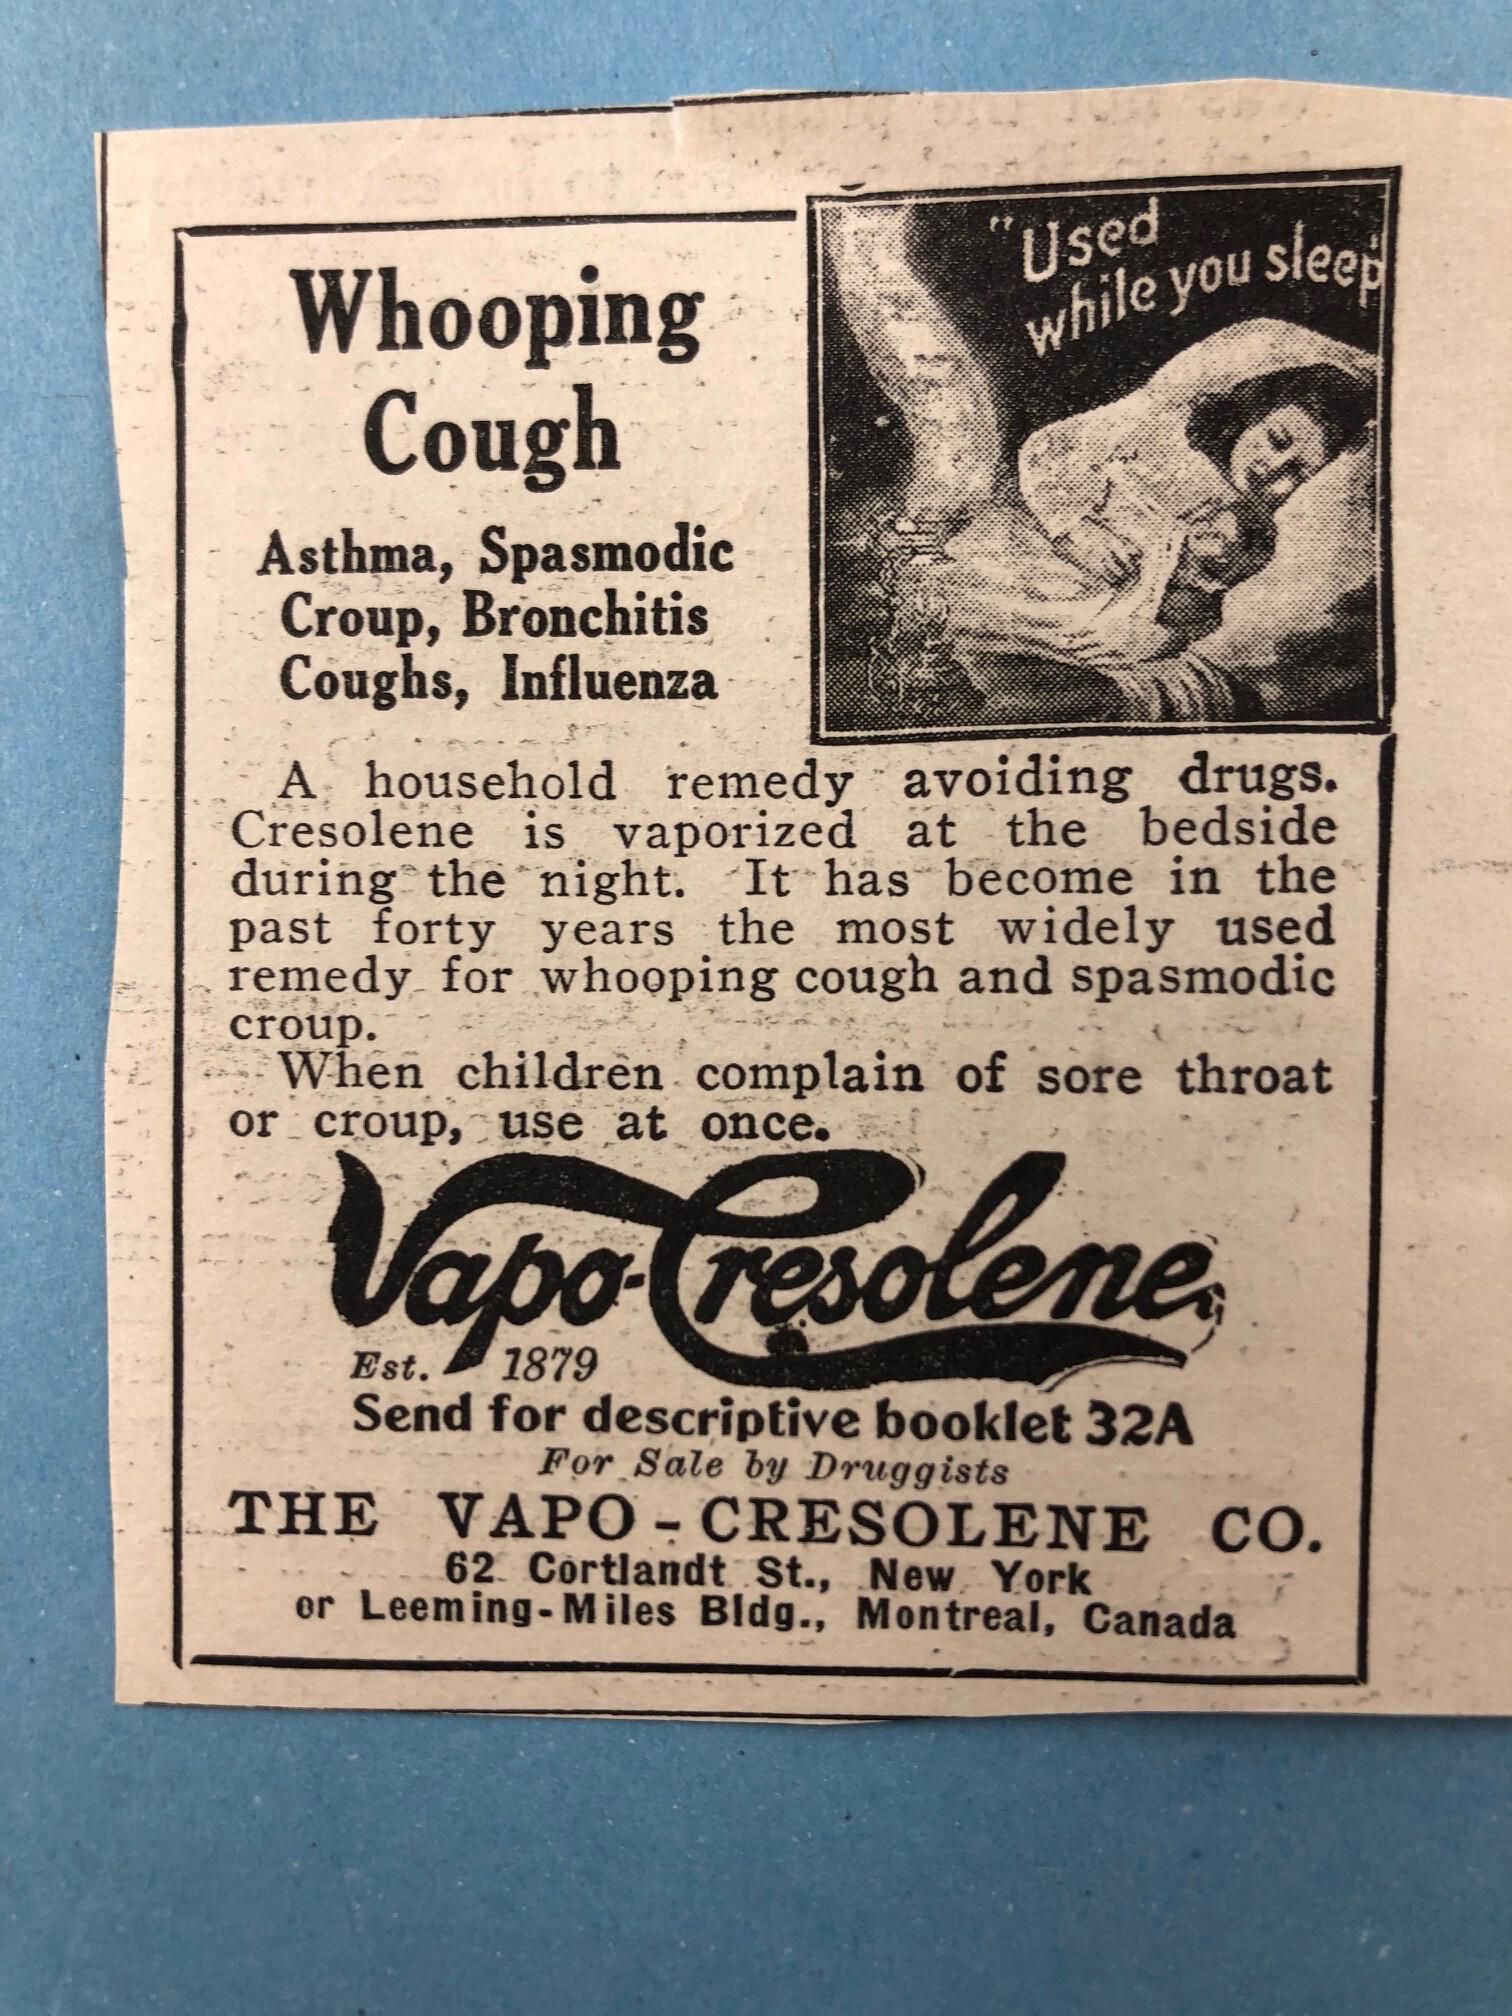 Whooping
Cough
Asthma, Spasmodic
Croup, Bronchitis
Coughs, Influenza
"Used
while you sleep"
A household remedy avoiding drugs.
Cresolene is vaporized at the bedside
during the night. It has become in the
past forty years the most widely used
remedy for whooping cough and spasmodic
croup.
When children complain of sore throat
or croup, use at once.
Vapo-Cresolene
Est. 1879
Send for descriptive booklet 32A
For Sale by Druggists
THE VAPO-CRESOLENE CO.
62 Cortlandt St., New York
or Leeming-Miles Bldg., Montreal, Canada